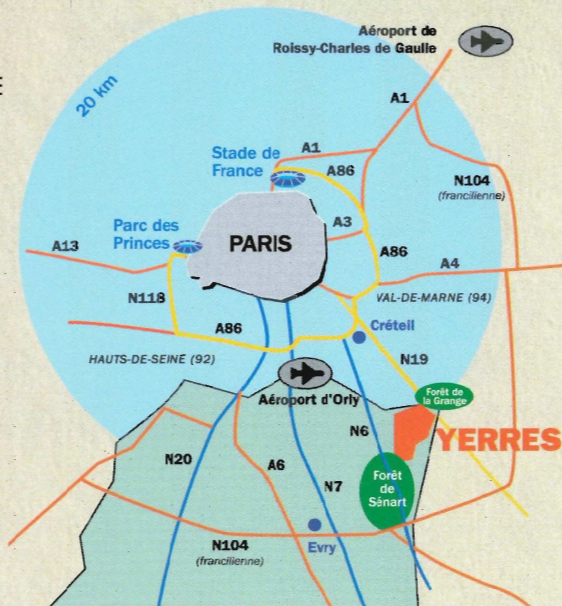 Aéroport de
Roissy-Charles de Gaulle
20 km
A1
Stade de
France
A1
A86
N104
(francilienne)
Parc des
Princes
PARIS
A3
A13
A86
A4
N118
VAL-DE-MARNE (94)
A86
Créteil
HAUTS-DE-SEINE (92)
N19
Aéroport d'Orly
Forêt de
la Grange
N6
YERRES
N20
A6
N7
Forêt
de
Sénart
N104
(francilienne)
Evry